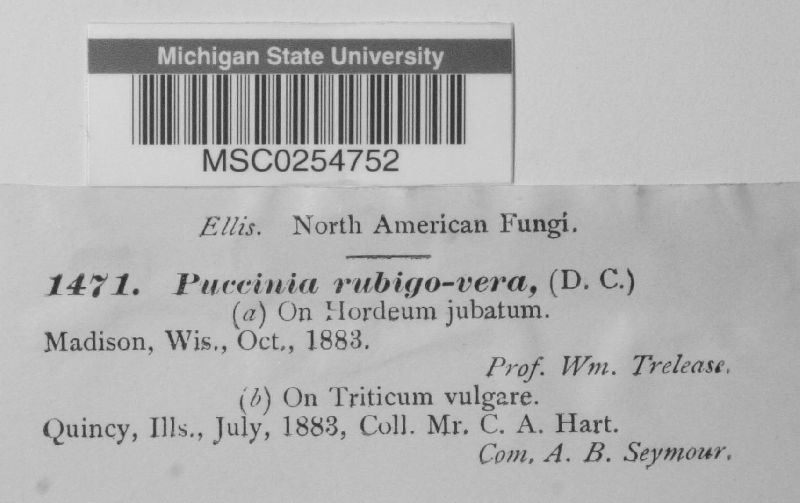 Michigan State University
MSC0254752
Ellis. North American Fungi.
1471. Puccinia rubigo-vera, (D. C.)
(a) On Hordeum jubatum.
Madison, Wis., Oct., 1883.
Prof. Wm. Trelease.
(b) On Triticum vulgare.
Quincy, Ills., July, 1883, Coll. Mr. C. A. Hart.
Com. A. B. Seymour.